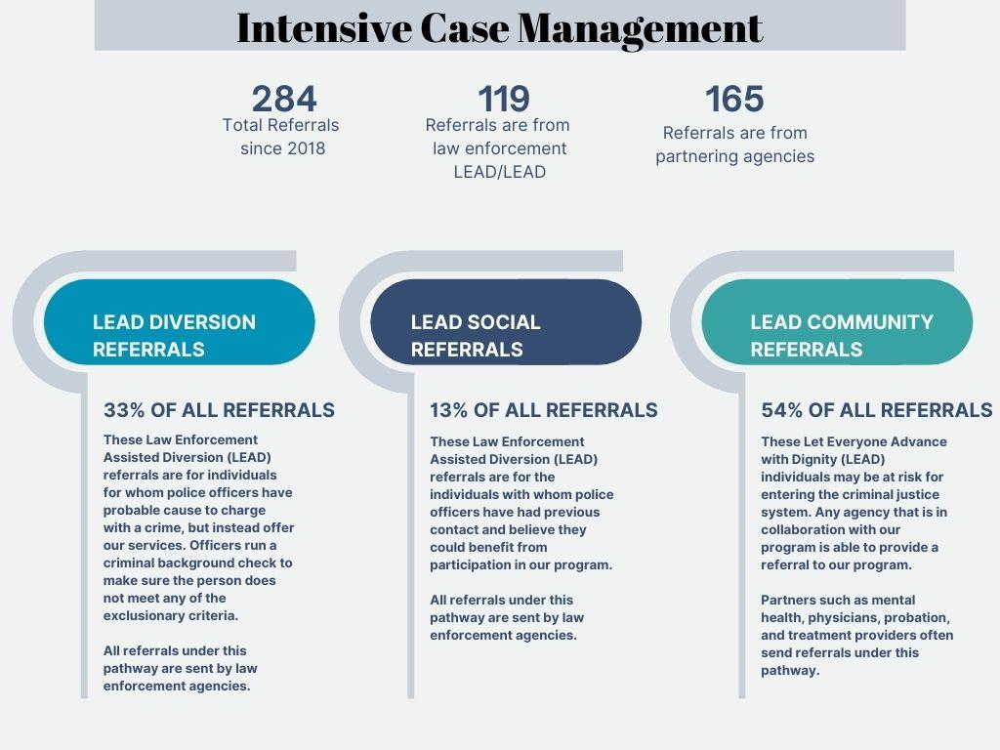 Intensive Case Management
284
Total Referrals
since 2018
119
Referrals are from
law enforcement
LEAD/LEAD
165
Referrals are from
partnering agencies
LEAD DIVERSION
REFERRALS
33% OF ALL REFERRALS
These Law Enforcement
Assisted Diversion (LEAD)
referrals are for individuals
for whom police officers have
probable cause to charge
with a crime, but instead offer
our services. Officers run a
criminal background check to
make sure the person does
not meet any of the
exclusionary criteria.
All referrals under this
pathway are sent by law
enforcement agencies.
LEAD SOCIAL
REFERRALS
13% OF ALL REFERRALS
These Law Enforcement
Assisted Diversion (LEAD)
referrals are for the
individuals with whom police
officers have had previous
contact and believe they
could benefit from
participation in our program.
All referrals under this
pathway are sent by law
enforcement agencies.
LEAD COMMUNITY
REFERRALS
54% OF ALL REFERRALS
These Let Everyone Advance
with Dignity (LEAD)
individuals may be at risk for
entering the criminal justice
system. Any agency that is in
collaboration with our
program is able to provide a
referral to our program.
Partners such as mental
health, physicians, probation,
and treatment providers often
send referrals under this
pathway.